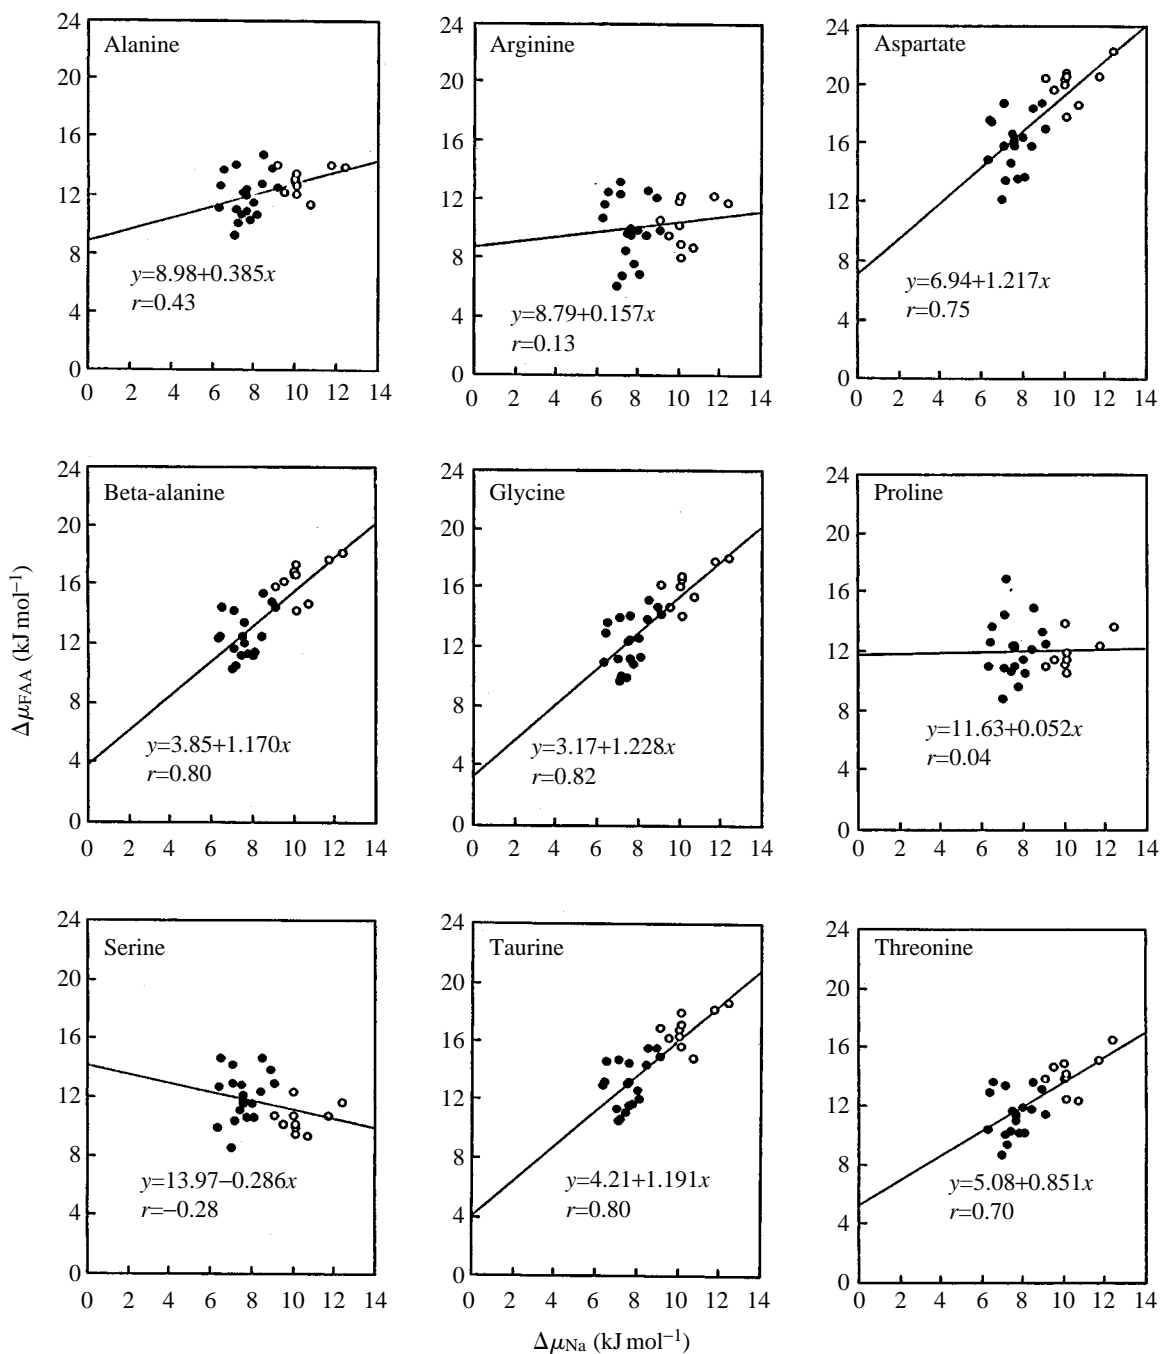 Alanine
24
20
16
12
8
4
0
y=8.98+0.385x
r=0.43
0 2 4 6 8 10 12 14
Arginine
24
20
16
12
8
4
0
y=8.79+0.157x
r=0.13
0 2 4 6 8 10 12 14
Aspartate
24
20
16
12
8
4
0
y=6.94+1.217x
r=0.75
0 2 4 6 8 10 12 14
ΔμFAA (kJ mol−1)
Beta-alanine
24
20
16
12
8
4
0
y=3.85+1.170x
r=0.80
0 2 4 6 8 10 12 14
Glycine
24
20
16
12
8
4
0
y=3.17+1.228x
r=0.82
0 2 4 6 8 10 12 14
Proline
24
20
16
12
8
4
0
y=11.63+0.052x
r=0.04
0 2 4 6 8 10 12 14
Serine
24
20
16
12
8
4
0
y=13.97−0.286x
r=−0.28
0 2 4 6 8 10 12 14
Taurine
24
20
16
12
8
4
0
y=4.21+1.191x
r=0.80
0 2 4 6 8 10 12 14
Threonine
24
20
16
12
8
4
0
y=5.08+0.851x
r=0.70
0 2 4 6 8 10 12 14
ΔμNa (kJ mol−1)